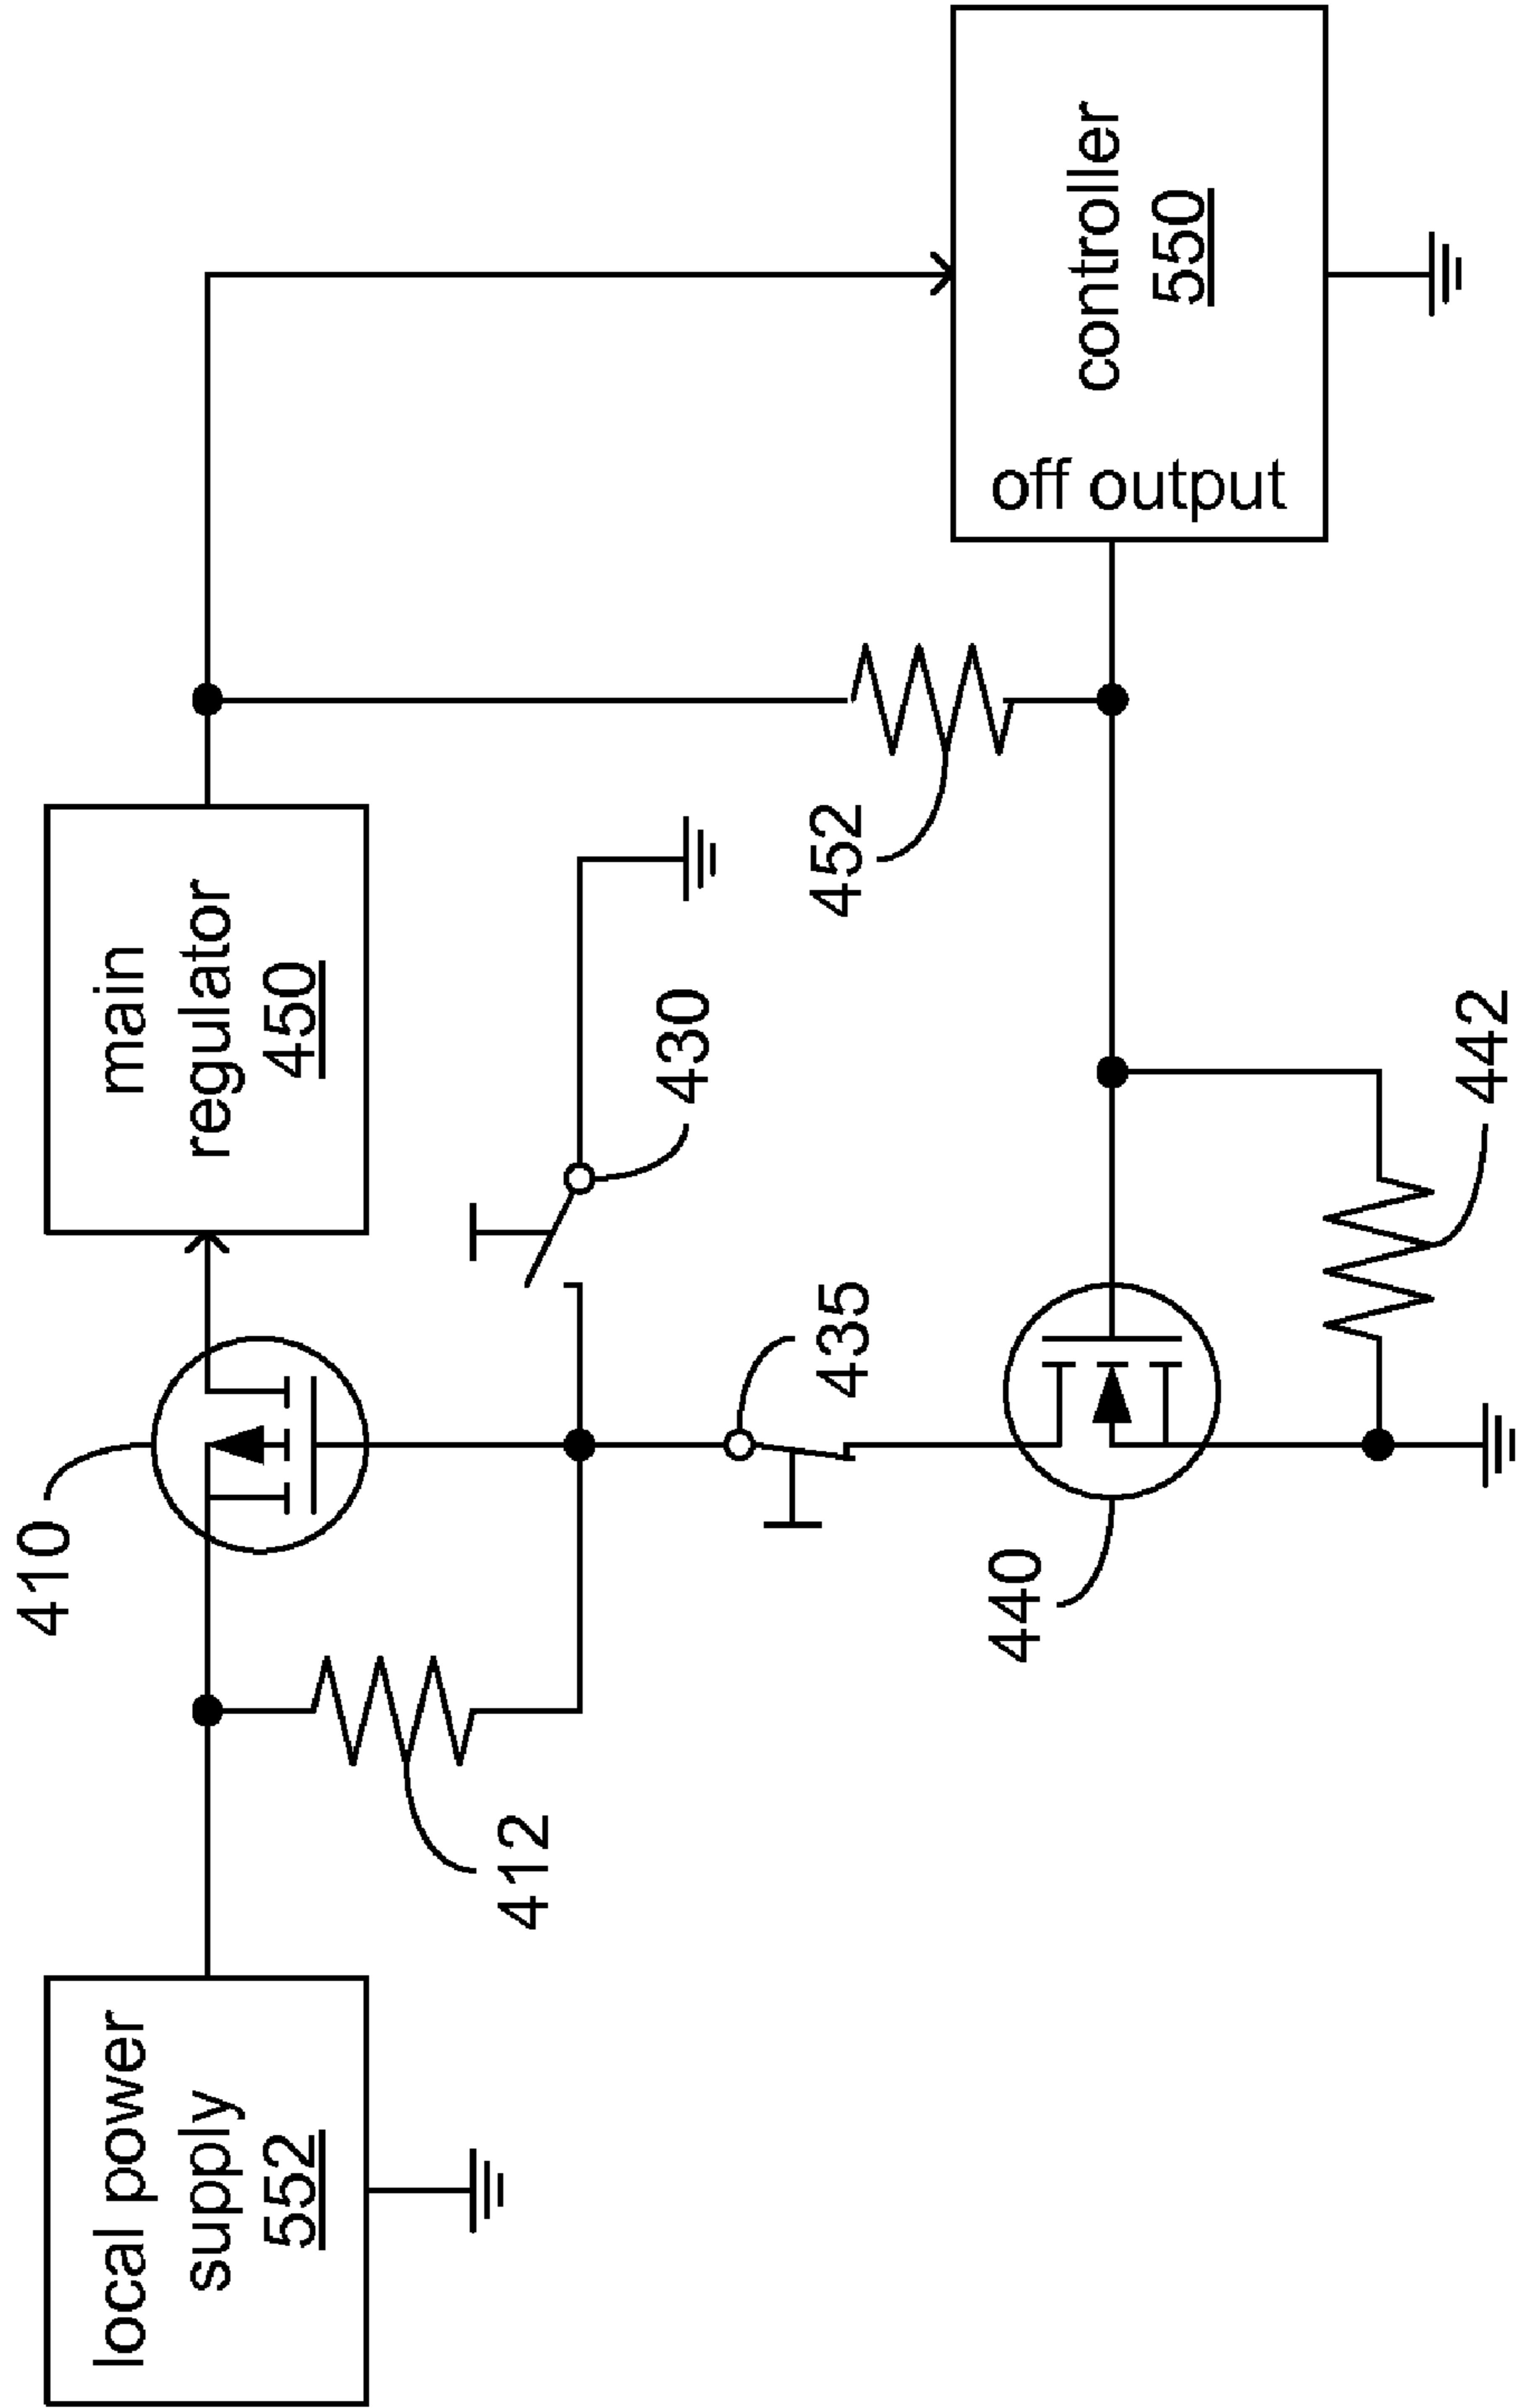 local power
supply
552
410
412
main
regulator
450
430
435
440
442
452
controller
550
off output